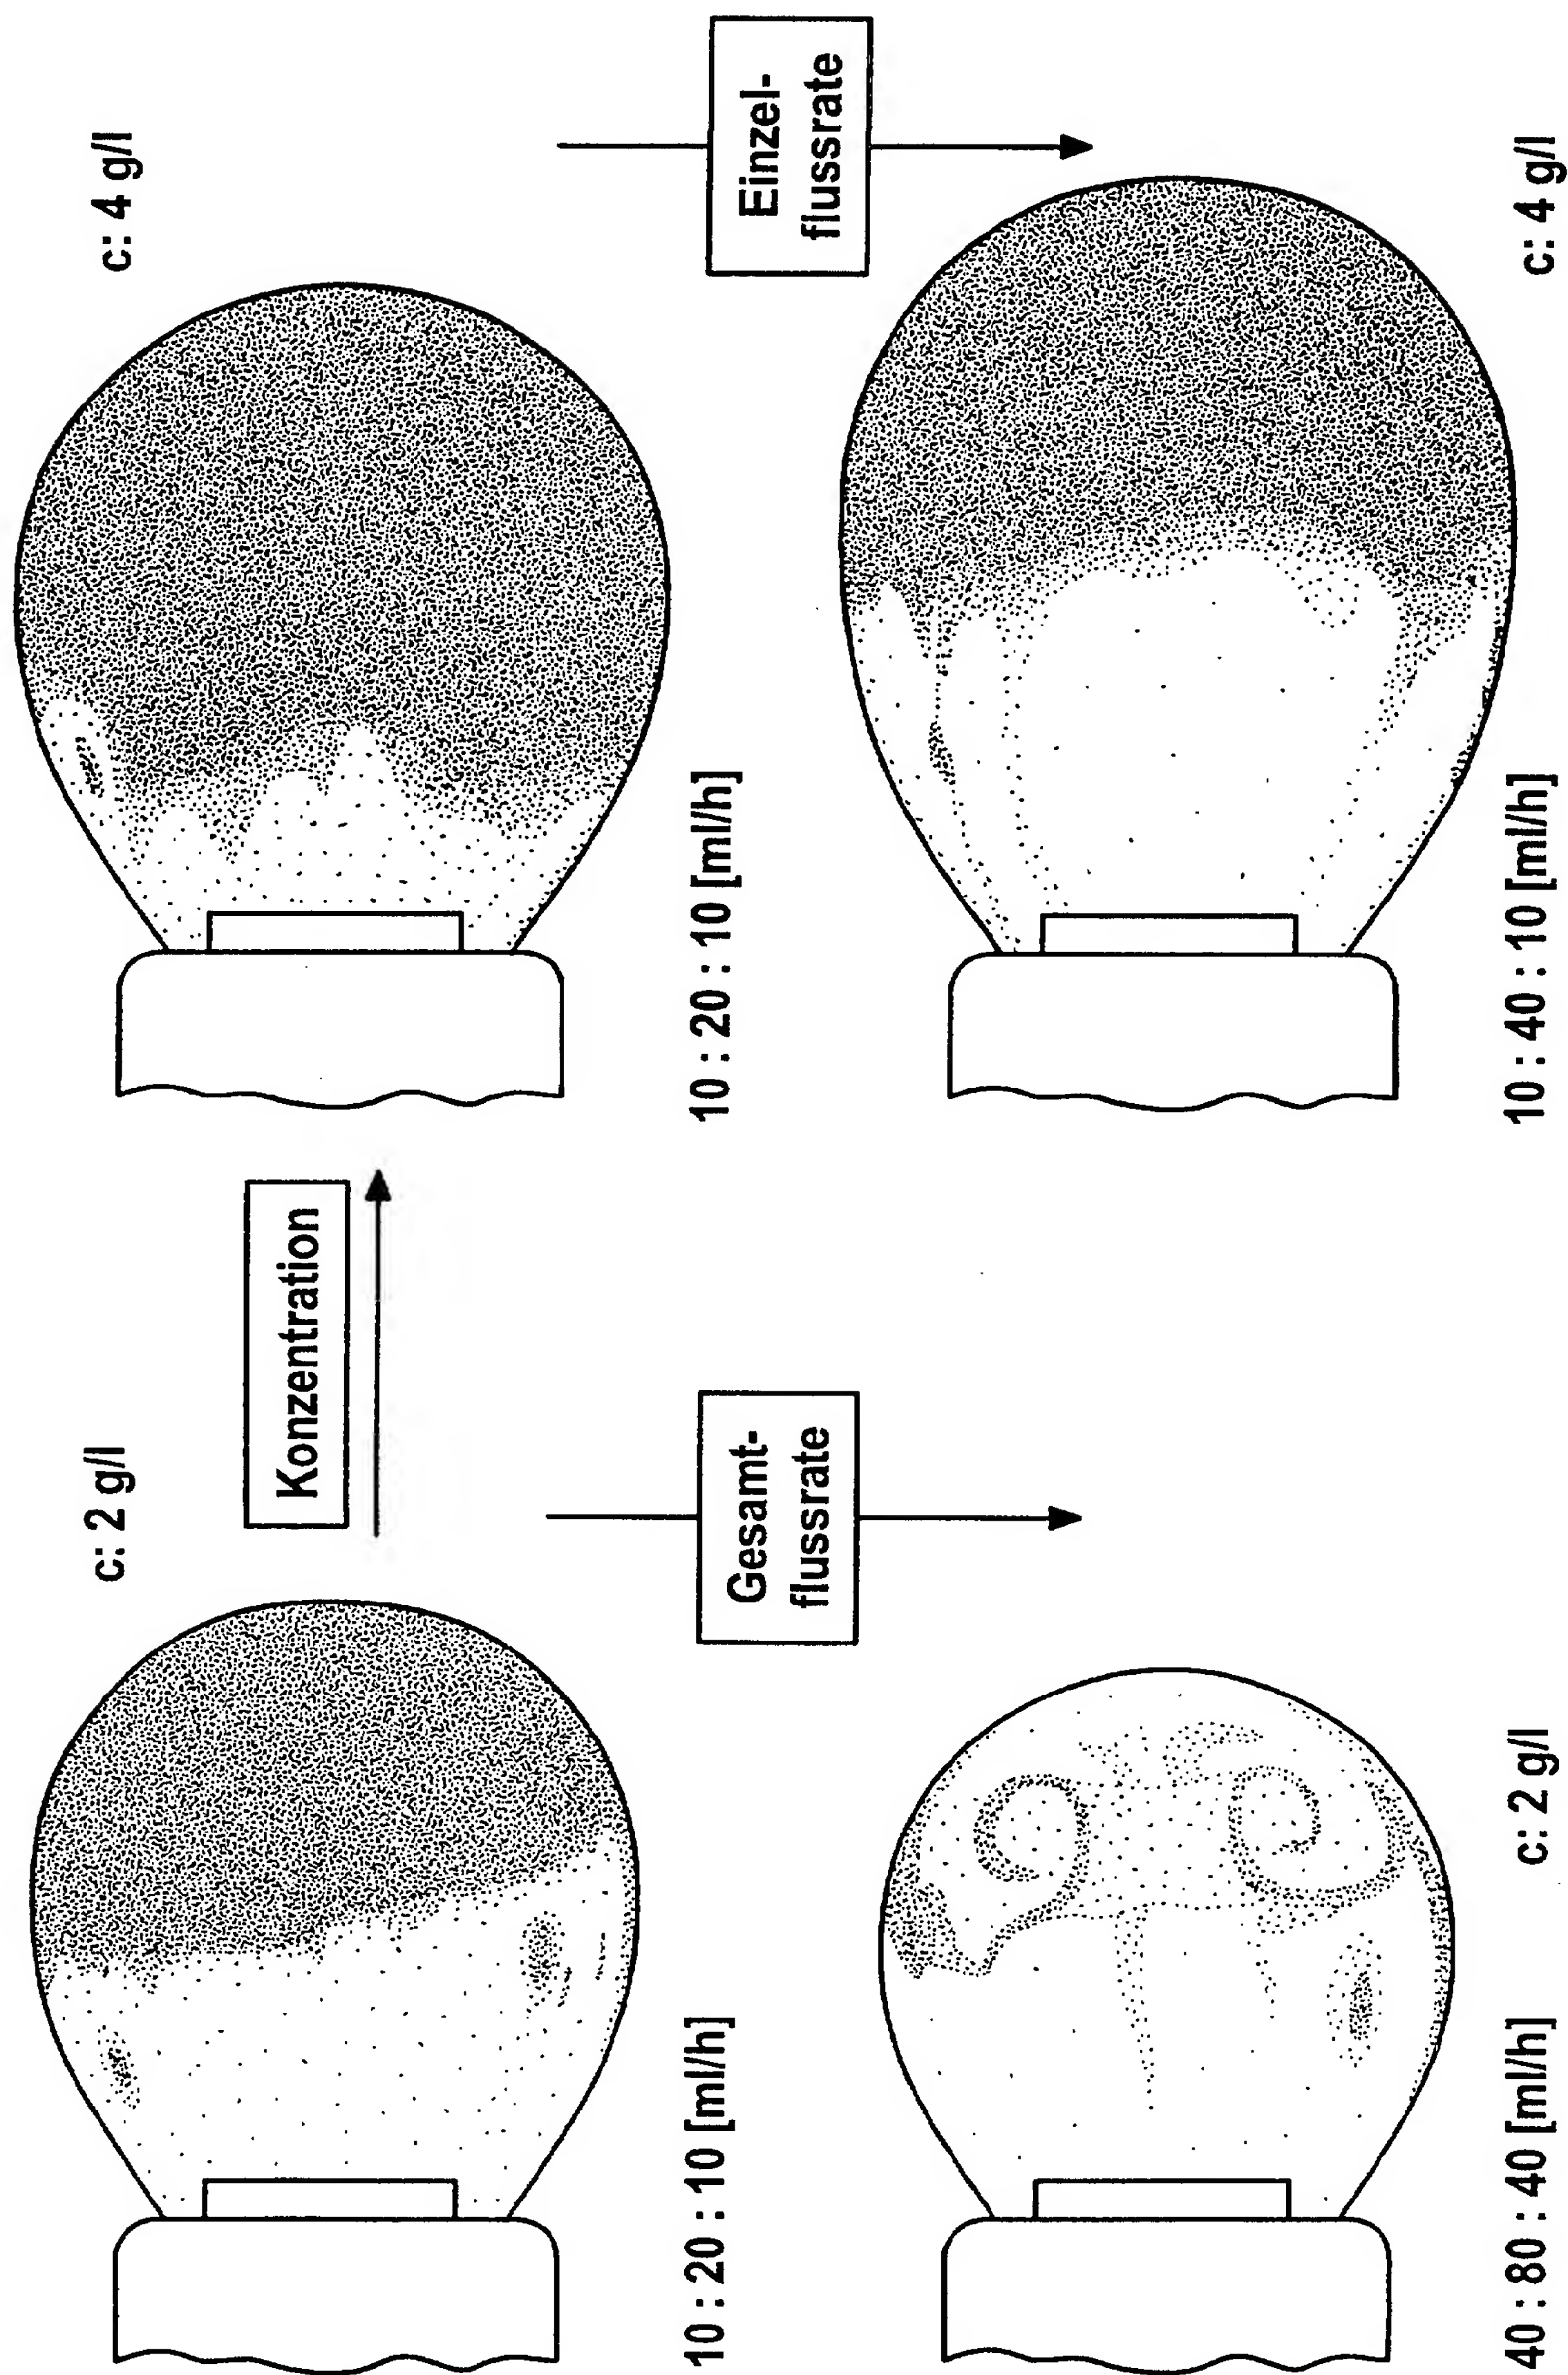 c: 2 g/l
c: 4 g/l
Konzentration
10 : 20 : 10 [ml/h]
Gesamt-
flussrate
10 : 20 : 10 [ml/h]
Einzel-
flussrate
40 : 80 : 40 [ml/h]
c: 2 g/l
10 : 40 : 10 [ml/h]
c: 4 g/l